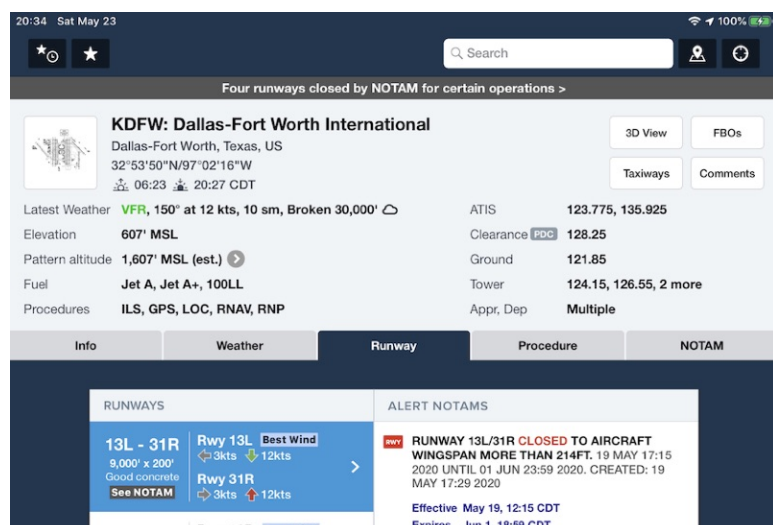 20:34 Sat May 23
100%
Search
Four runways closed by NOTAM for certain operations >
KDFW: Dallas-Fort Worth International
Dallas-Fort Worth, Texas, US
32°53'50"N/97°02'16"W
06:23 20:27 CDT
3D View
FBOs
Taxiways
Comments
Latest Weather VFR, 150° at 12 kts, 10 sm, Broken 30,000'
Elevation 607' MSL
Pattern altitude 1,607' MSL (est.)
Fuel Jet A, Jet A+, 100LL
Procedures ILS, GPS, LOC, RNAV, RNP
ATIS 123.775, 135.925
Clearance PDC 128.25
Ground 121.85
Tower 124.15, 126.55, 2 more
Appr, Dep Multiple
Info
Weather
Runway
Procedure
NOTAM
RUNWAYS
13L - 31R
9,000' x 200'
Good concrete
See NOTAM
Rwy 13L Best Wind
3kts 12kts
Rwy 31R
3kts 12kts
ALERT NOTAMS
RWY RUNWAY 13L/31R CLOSED TO AIRCRAFT
WINGSPAN MORE THAN 214FT. 19 MAY 17:15
2020 UNTIL 01 JUN 23:59 2020. CREATED: 19
MAY 17:29 2020
Effective May 19, 12:15 CDT
Expires Jun 1, 18:59 CDT